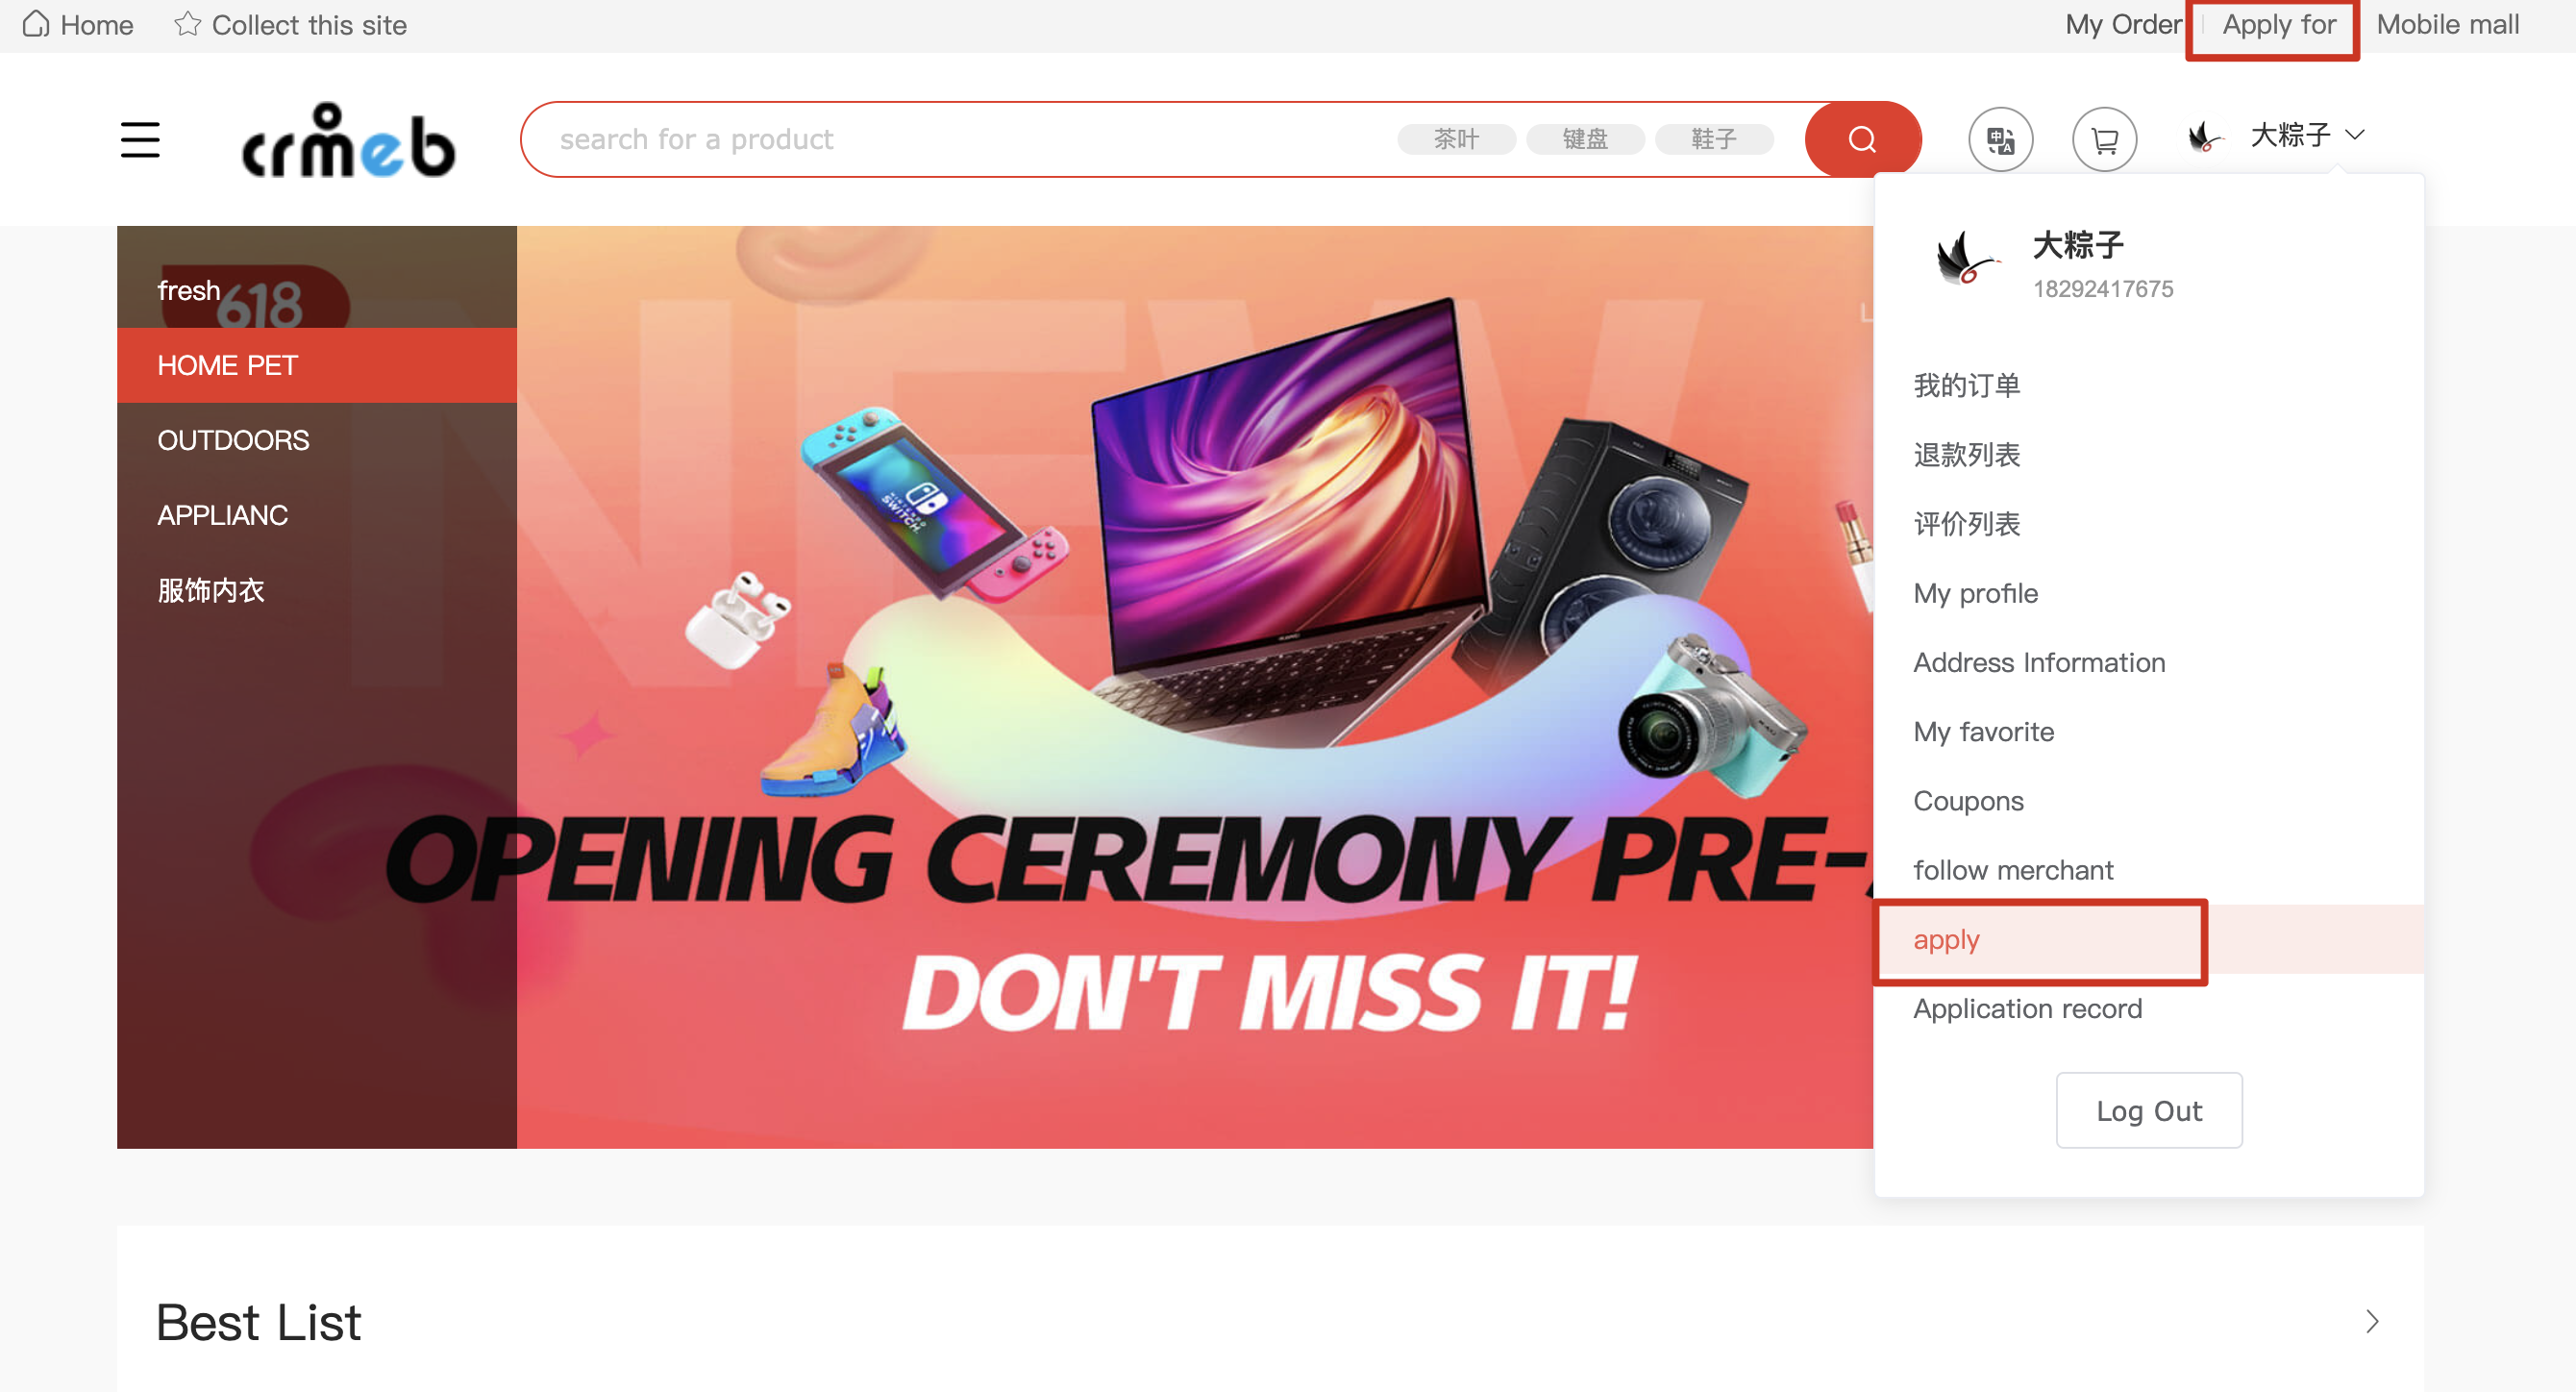 Home
Collect this site
My Order
Apply for
Mobile mall
crmeb
search for a product
茶叶
键盘
鞋子
大粽子
大粽子
18292417675
我的订单
退款列表
评价列表
My profile
Address Information
My favorite
Coupons
follow merchant
apply
Application record
Log Out
fresh
618
HOME PET
OUTDOORS
APPLIANC
服饰内衣
NEW
NINTENDO
SWITCH.
OPENING CEREMONY PRE-
DON'T MISS IT!
Best List